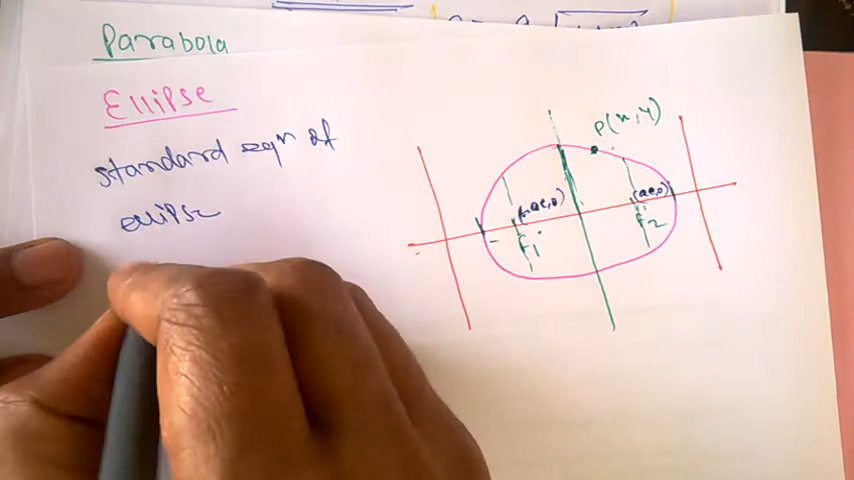 Parabola
Ellipse
standard eqn of
ellipse
P(x,y)
(-ae,0)
(ae,0)
F1
F2